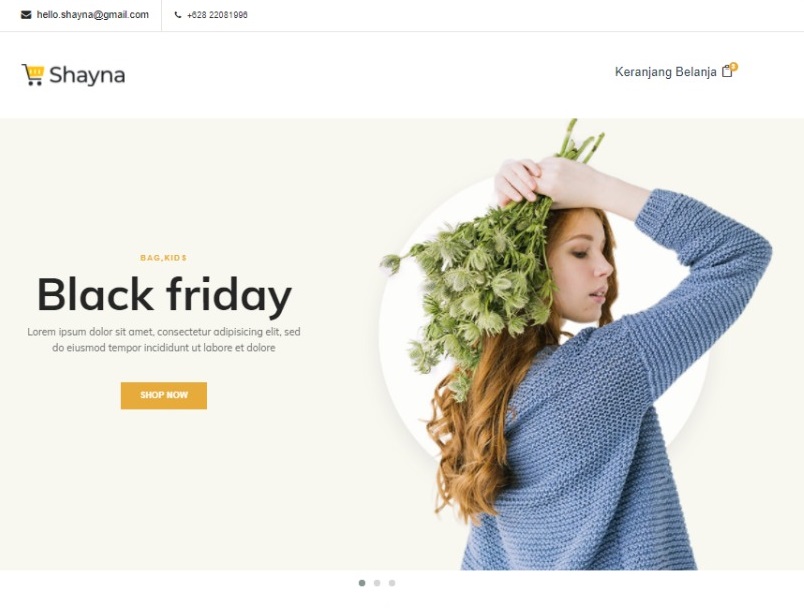 hello.shayna@gmail.com
+628 22081996
Shayna
Keranjang Belanja
BAG,KIDS
Black friday
Lorem ipsum dolor sit amet, consectetur adipisicing elit, sed
do eiusmod tempor incididunt ut labore et dolore
SHOP NOW